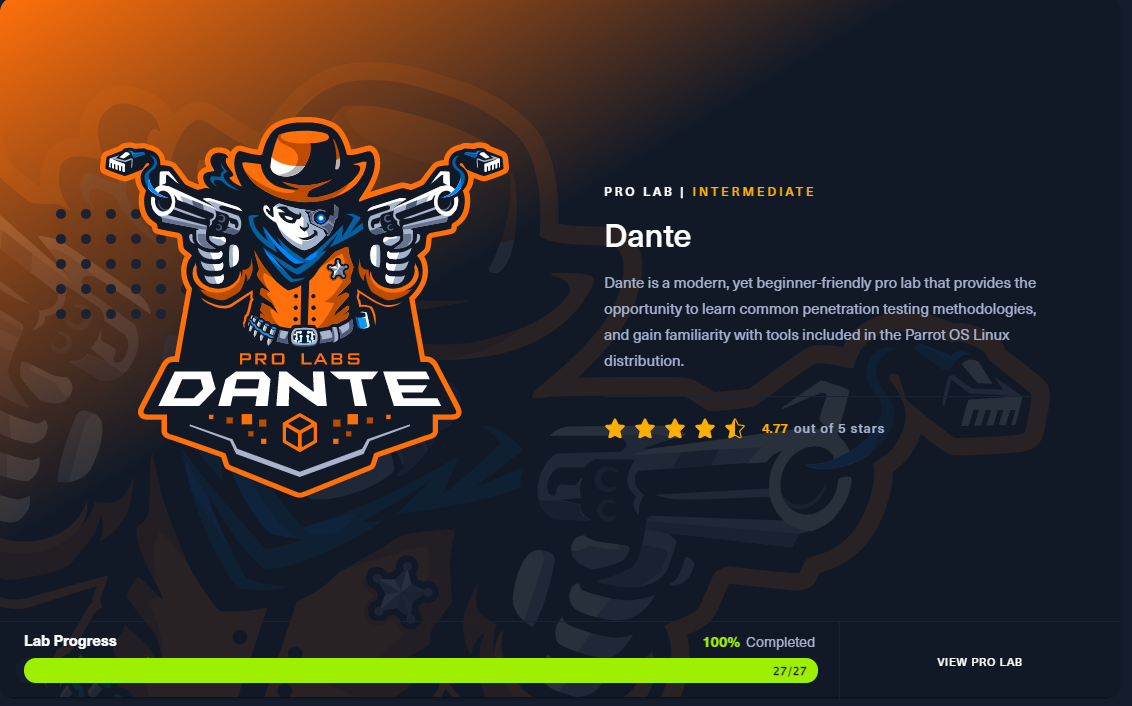 PRO LABS
DANTE
PRO LAB | INTERMEDIATE
Dante
Dante is a modern, yet beginner-friendly pro lab that provides the
opportunity to learn common penetration testing methodologies,
and gain familiarity with tools included in the Parrot OS Linux
distribution.
4.77 out of 5 stars
Lab Progress
100% Completed
27/27
VIEW PRO LAB